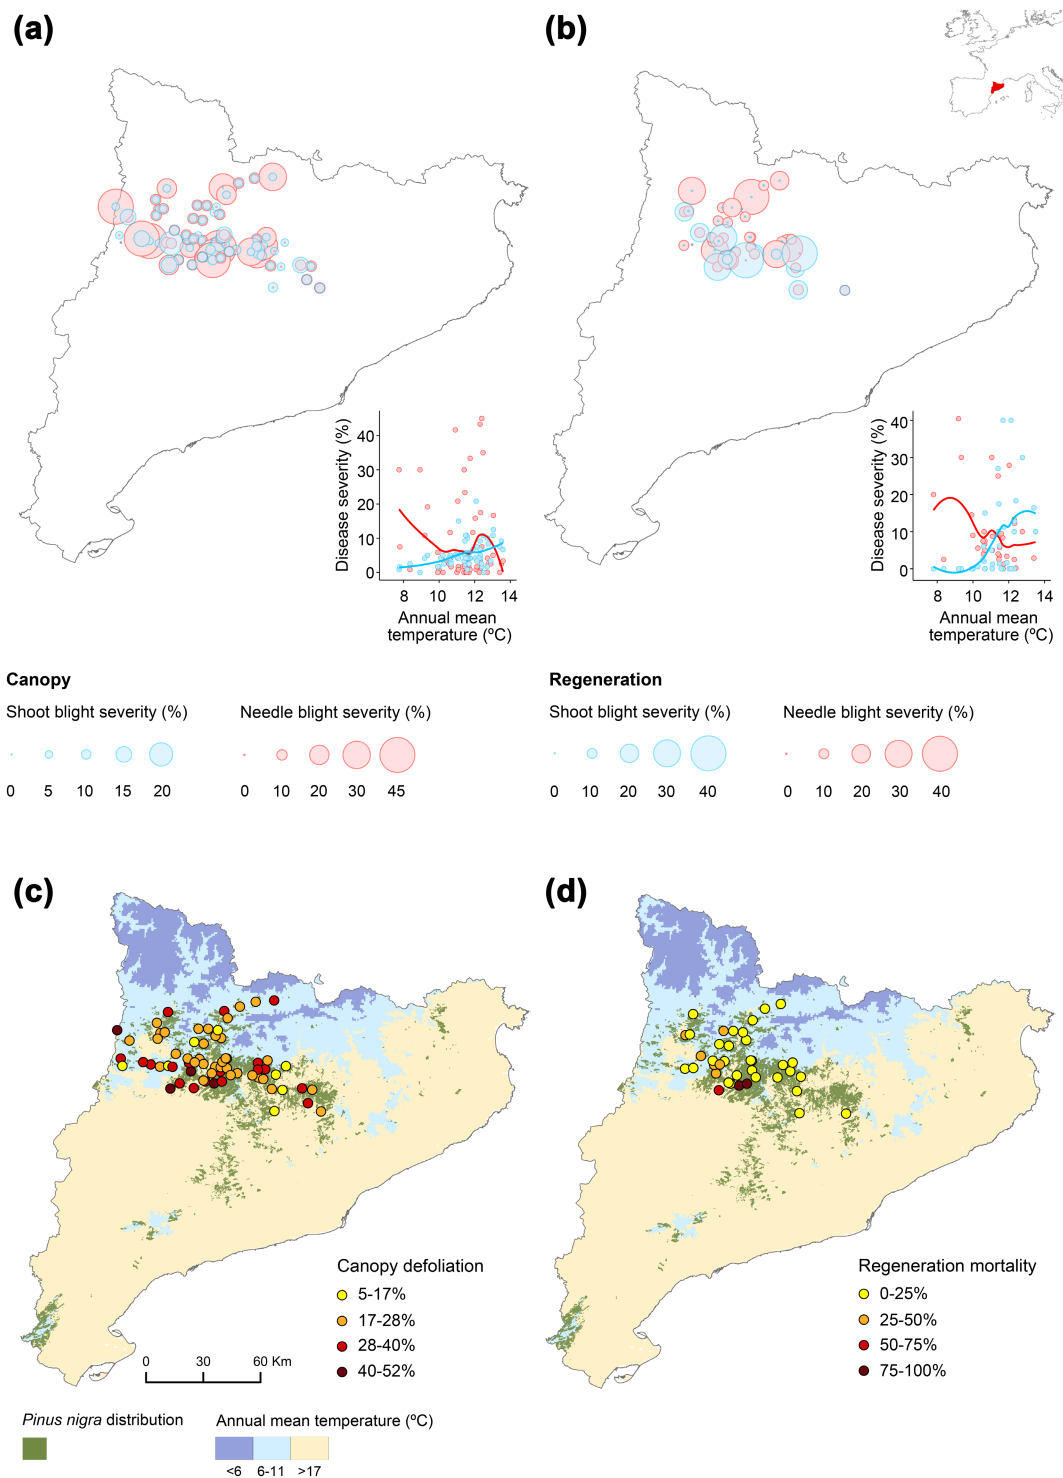 (a)
(b)
Disease severity (%)
40
30
20
10
0
8
10
12
14
Annual mean
temperature (ºC)
Disease severity (%)
40
30
20
10
0
8
10
12
14
Annual mean
temperature (ºC)
Canopy
Shoot blight severity (%)
Needle blight severity (%)
0 5 10 15 20
0 10 20 30 45
Regeneration
Shoot blight severity (%)
Needle blight severity (%)
0 10 20 30 40
0 10 20 30 40
(c)
(d)
Canopy defoliation
5-17%
17-28%
28-40%
40-52%
0 30 60 Km
Regeneration mortality
0-25%
25-50%
50-75%
75-100%
Pinus nigra distribution
Annual mean temperature (ºC)
<6 6-11 >17